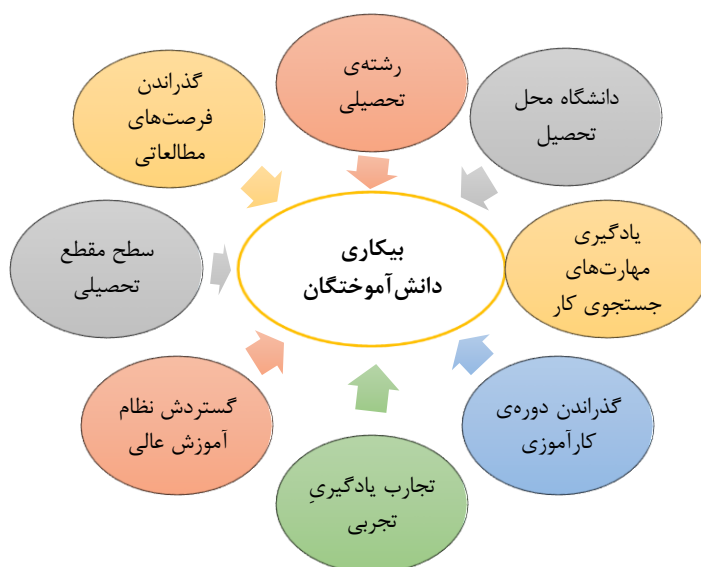 رشته‌ی
تحصیلی
دانشگاه محل
تحصیل
یادگیری
مهارت‌های
جستجوی کار
گذراندن دوره‌ی
کارآموزی
تجارب یادگیریِ
تجربی
گستردش نظام
آموزش عالی
سطح مقطع
تحصیلی
گذراندن
فرصت‌های
مطالعاتی
بیکاری
دانش‌آموختگان